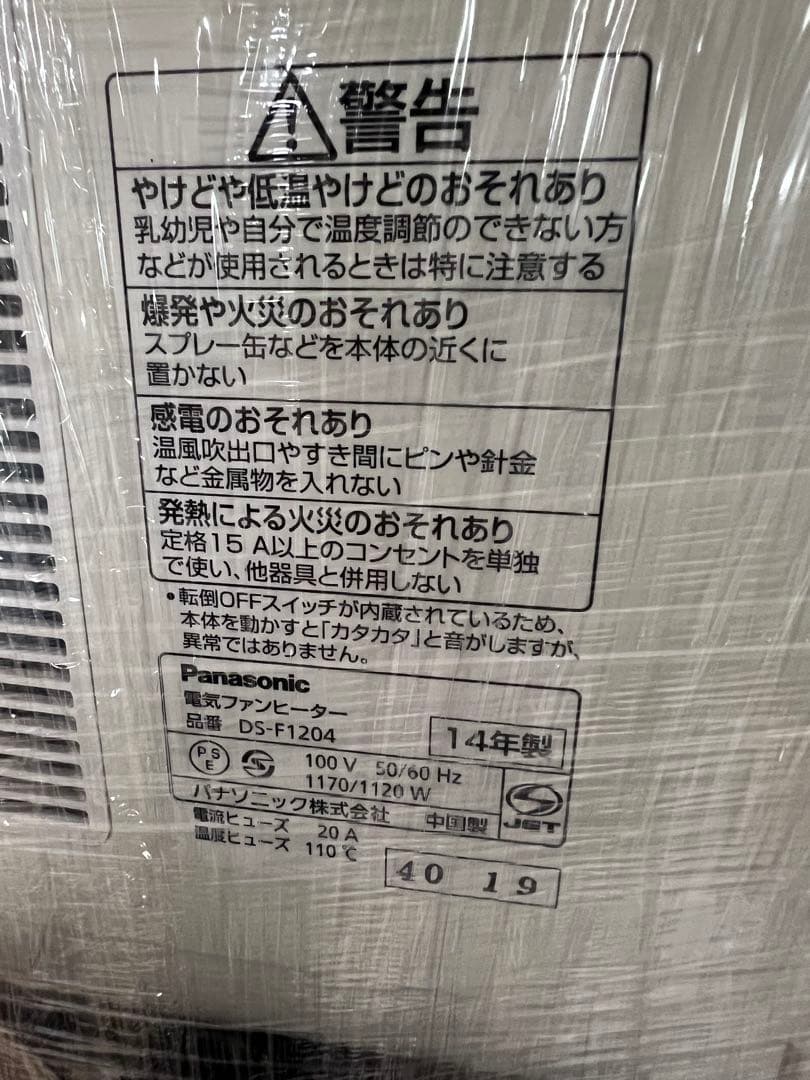 警告
やけどや低温やけどのおそれあり
乳幼児や自分で温度調節のできない方
などが使用されるときは特に注意する
爆発や火災のおそれあり
スプレー缶などを本体の近くに
置かない
感電のおそれあり
温風吹出口やすき間にピンや針金
など金属物を入れない
発熱による火災のおそれあり
定格15 A以上のコンセントを単独
で使い、他器具と併用しない
•転倒OFFスイッチが内蔵されているため、
本体を動かすと「カタカタ」と音がしますが、
異常ではありません。
Panasonic
電気ファンヒーター
品番 DS-F1204
14年製
PSE
100 V 50/60 Hz
1170/1120 W
パナソニック株式会社 中国製
JET
電流ヒューズ 20 A
温度ヒューズ 110 ℃
40 19